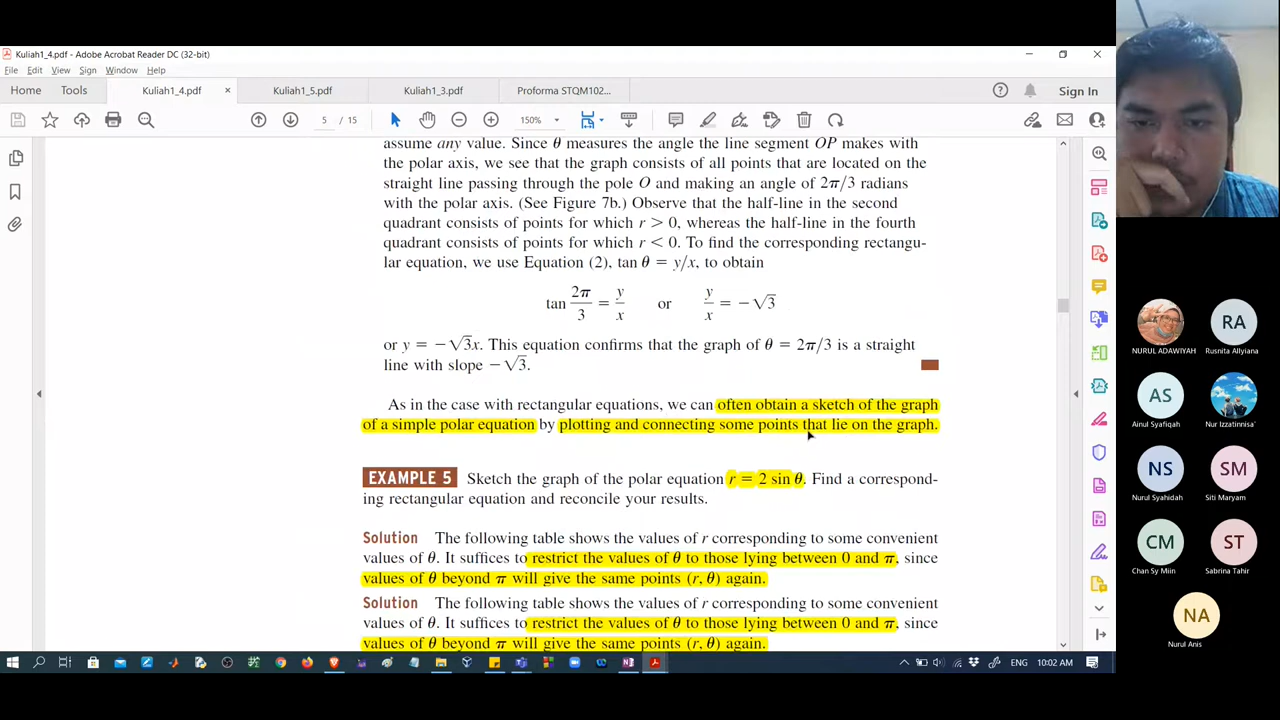 Kuliah1_4.pdf - Adobe Acrobat Reader DC (32-bit)
File Edit View Sign Window Help
Home Tools Kuliah1_4.pdf × Kuliah1_5.pdf Kuliah1_3.pdf Proforma STQM102... Sign In
5 / 15 150%
assume any value. Since θ measures the angle the line segment OP makes with
the polar axis, we see that the graph consists of all points that are located on the
straight line passing through the pole O and making an angle of 2π/3 radians
with the polar axis. (See Figure 7b.) Observe that the half-line in the second
quadrant consists of points for which r > 0, whereas the half-line in the fourth
quadrant consists of points for which r < 0. To find the corresponding rectangu-
lar equation, we use Equation (2), tan θ = y/x, to obtain
tan 2π/3 = y/x or y/x = −√3
or y = −√3x. This equation confirms that the graph of θ = 2π/3 is a straight
line with slope −√3.
As in the case with rectangular equations, we can often obtain a sketch of the graph
of a simple polar equation by plotting and connecting some points that lie on the graph.
EXAMPLE 5 Sketch the graph of the polar equation r = 2 sin θ. Find a correspond-
ing rectangular equation and reconcile your results.
Solution The following table shows the values of r corresponding to some convenient
values of θ. It suffices to restrict the values of θ to those lying between 0 and π, since
values of θ beyond π will give the same points (r, θ) again.
Solution The following table shows the values of r corresponding to some convenient
values of θ. It suffices to restrict the values of θ to those lying between 0 and π, since
values of θ beyond π will give the same points (r, θ) again.
ENG 10:02 AM
NURUL ADAWIYAH
RA
Rusnita Allyiana
AS
Ainul Syafiqah
Nur Izzatinnisa'
NS
Nurul Syahidah
SM
Siti Maryam
CM
Chan Sy Miin
ST
Sabrina Tahir
NA
Nurul Anis